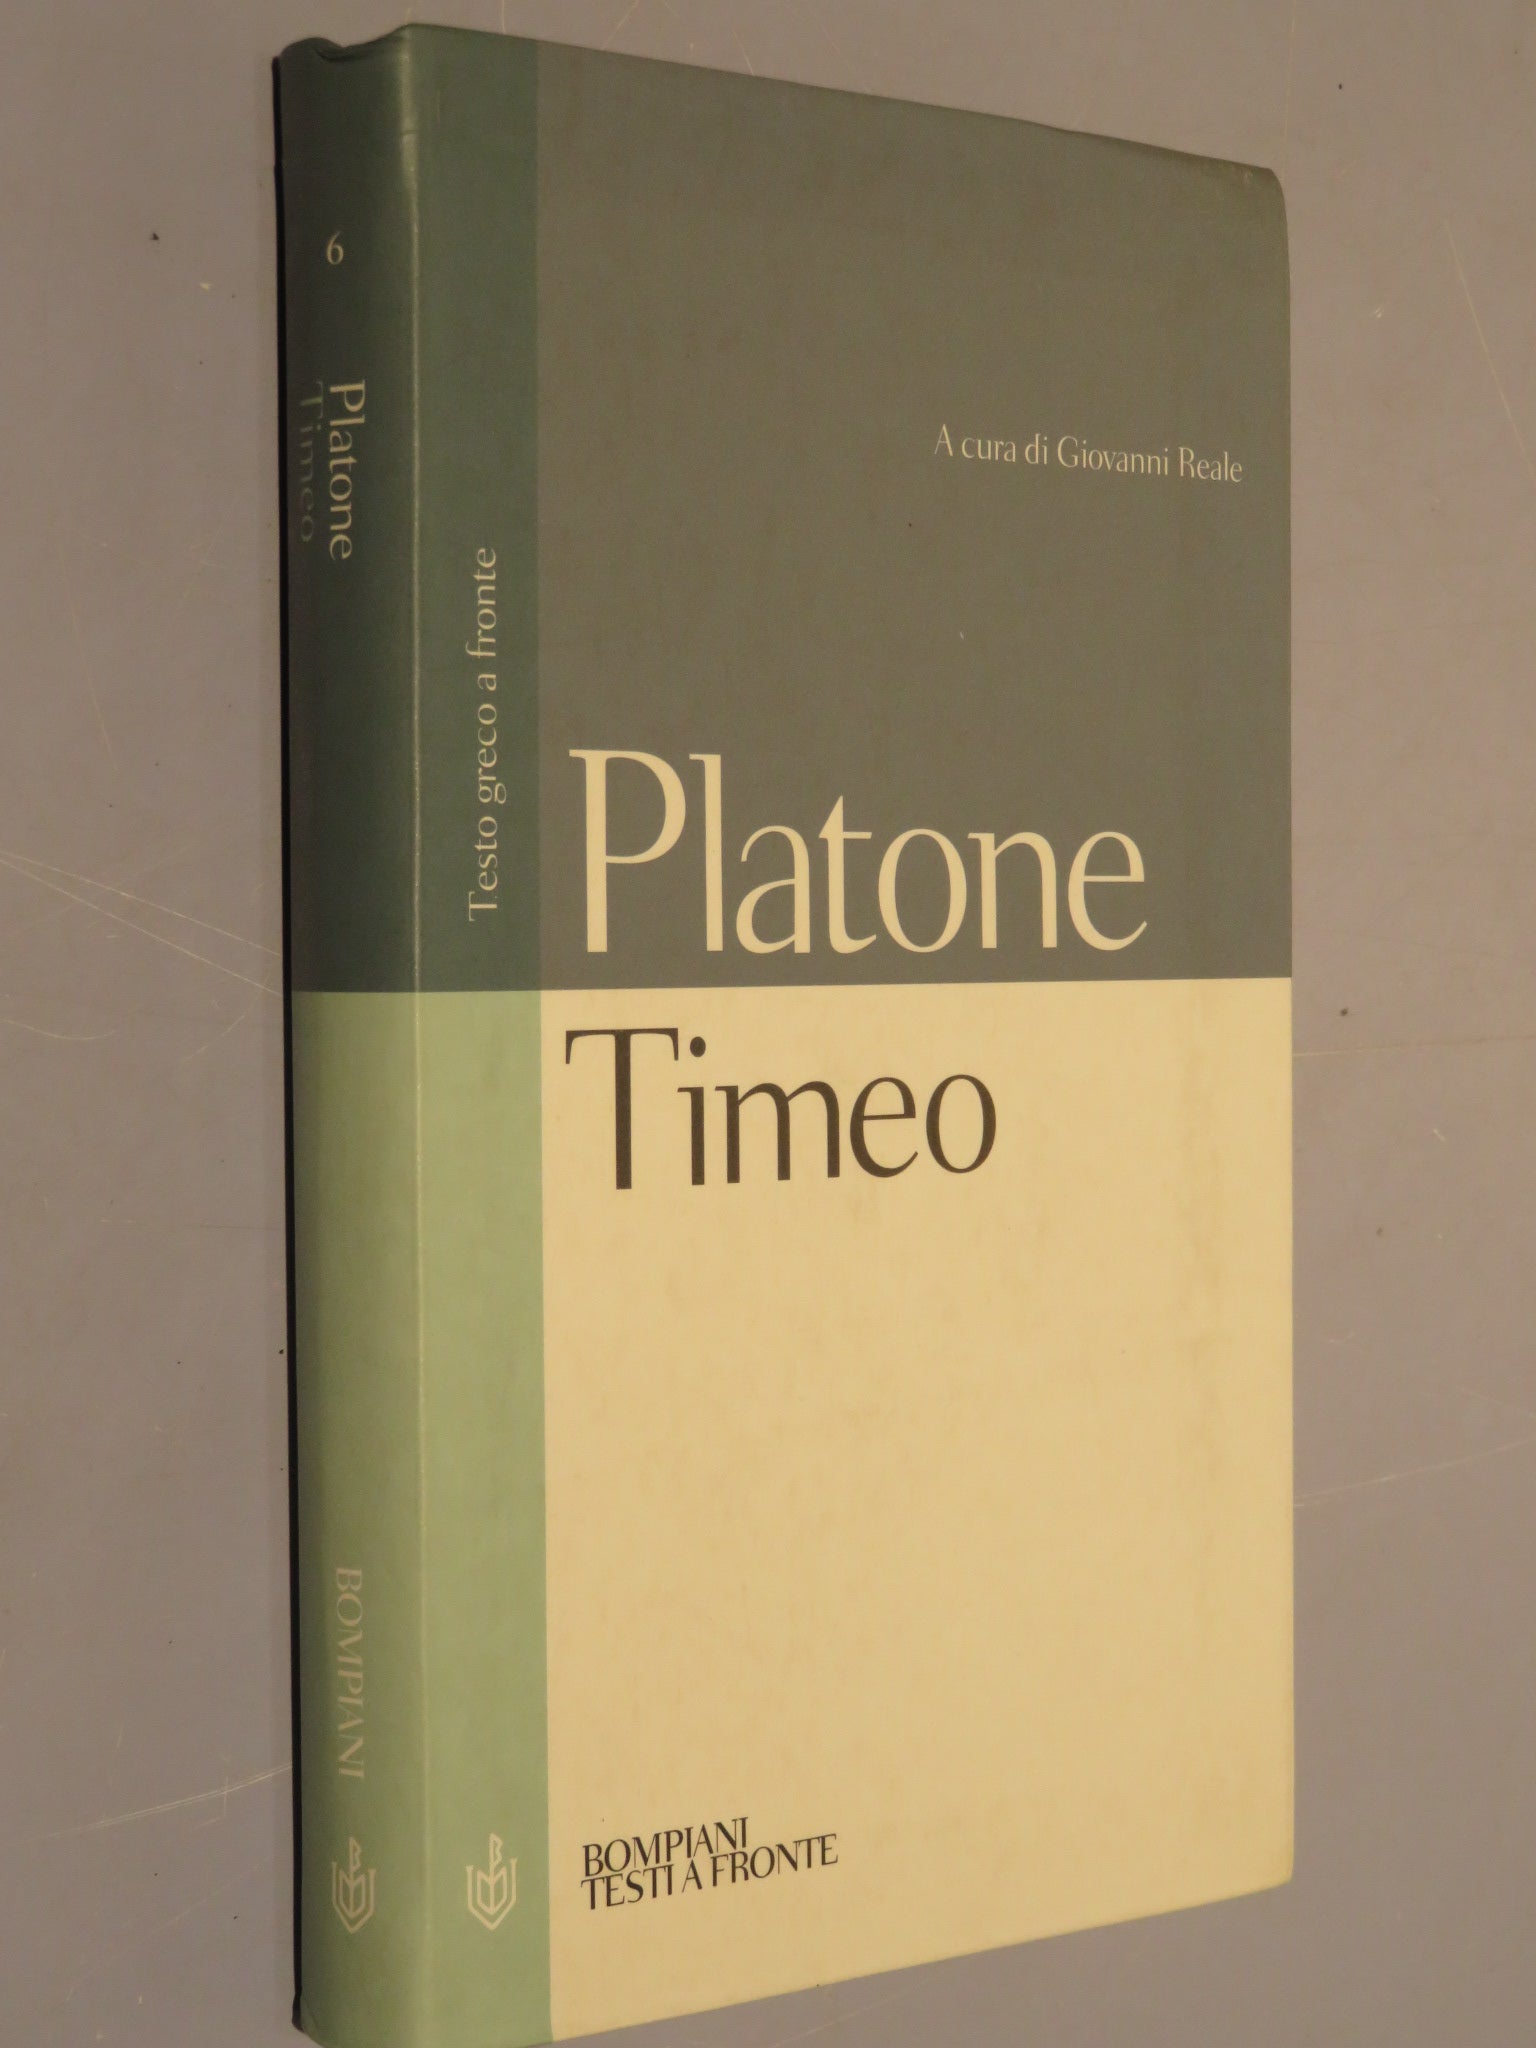 6
Platone
Timeo
BOMPIANI
Testo greco a fronte
A cura di Giovanni Reale
Platone
Timeo
BOMPIANI
TESTI A FRONTE